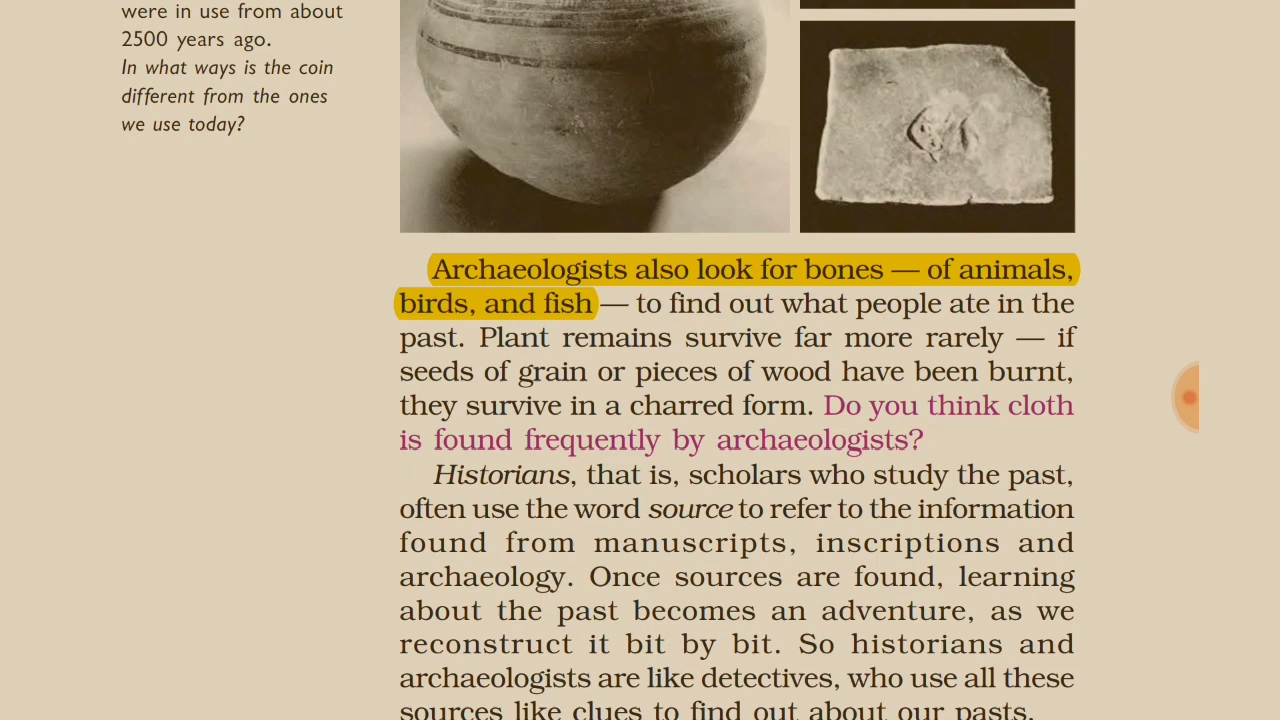 were in use from about
2500 years ago.
In what ways is the coin
different from the ones
we use today?
Archaeologists also look for bones — of animals,
birds, and fish — to find out what people ate in the
past. Plant remains survive far more rarely — if
seeds of grain or pieces of wood have been burnt,
they survive in a charred form. Do you think cloth
is found frequently by archaeologists?
Historians, that is, scholars who study the past,
often use the word source to refer to the information
found from manuscripts, inscriptions and
archaeology. Once sources are found, learning
about the past becomes an adventure, as we
reconstruct it bit by bit. So historians and
archaeologists are like detectives, who use all these
sources like clues to find out about our pasts.